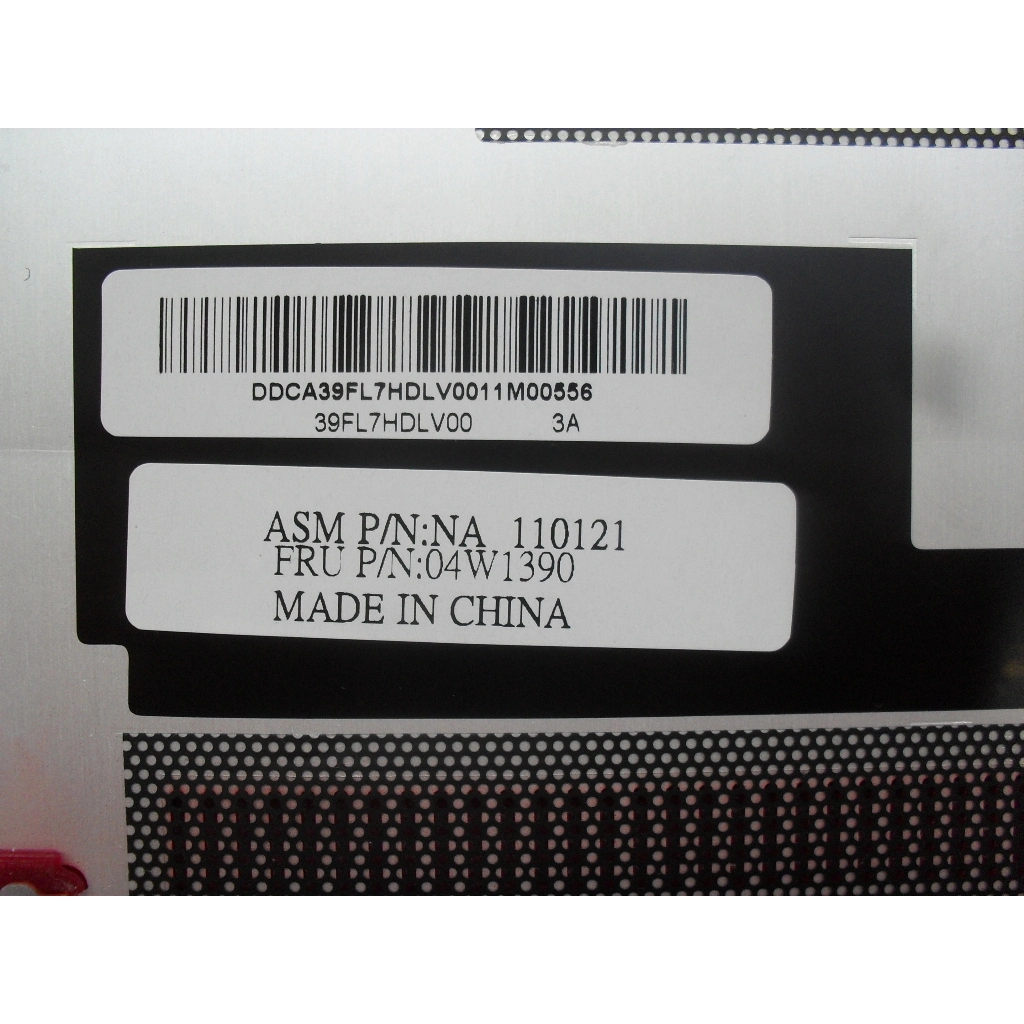 DDCA39FL7HDLV0011M00556
39FL7HDLV00 3A
ASM P/N:NA 110121
FRU P/N:04W1390
MADE IN CHINA